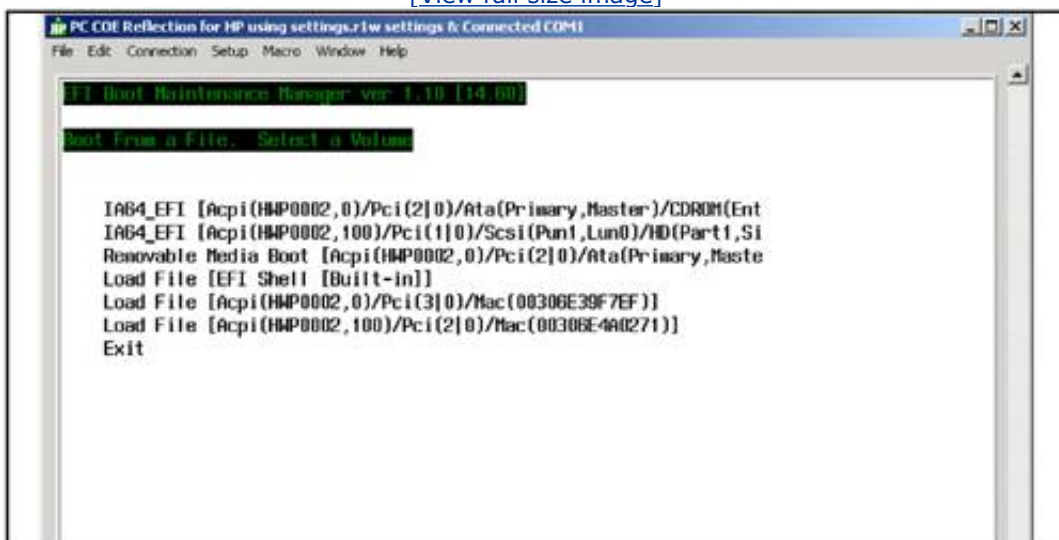 [View full size image]
PC COE Reflection for HP using settings.r1w settings & Connected COM1
File Edit Connection Setup Macro Window Help
EFI Boot Maintenance Manager ver 1.10 [14.60]
Boot From a File. Select a Volume
IA64_EFI [Acpi(HWP0002,0)/Pci(2|0)/Ata(Primary,Master)/CDROM(Ent
IA64_EFI [Acpi(HWP0002,100)/Pci(1|0)/Scsi(Pun1,Lun0)/HD(Part1,Si
Removable Media Boot [Acpi(HWP0002,0)/Pci(2|0)/Ata(Primary,Maste
Load File [EFI Shell [Built-in]]
Load File [Acpi(HWP0002,0)/Pci(3|0)/Mac(00306E39F7EF)]
Load File [Acpi(HWP0002,100)/Pci(2|0)/Mac(00306E4A0271)]
Exit